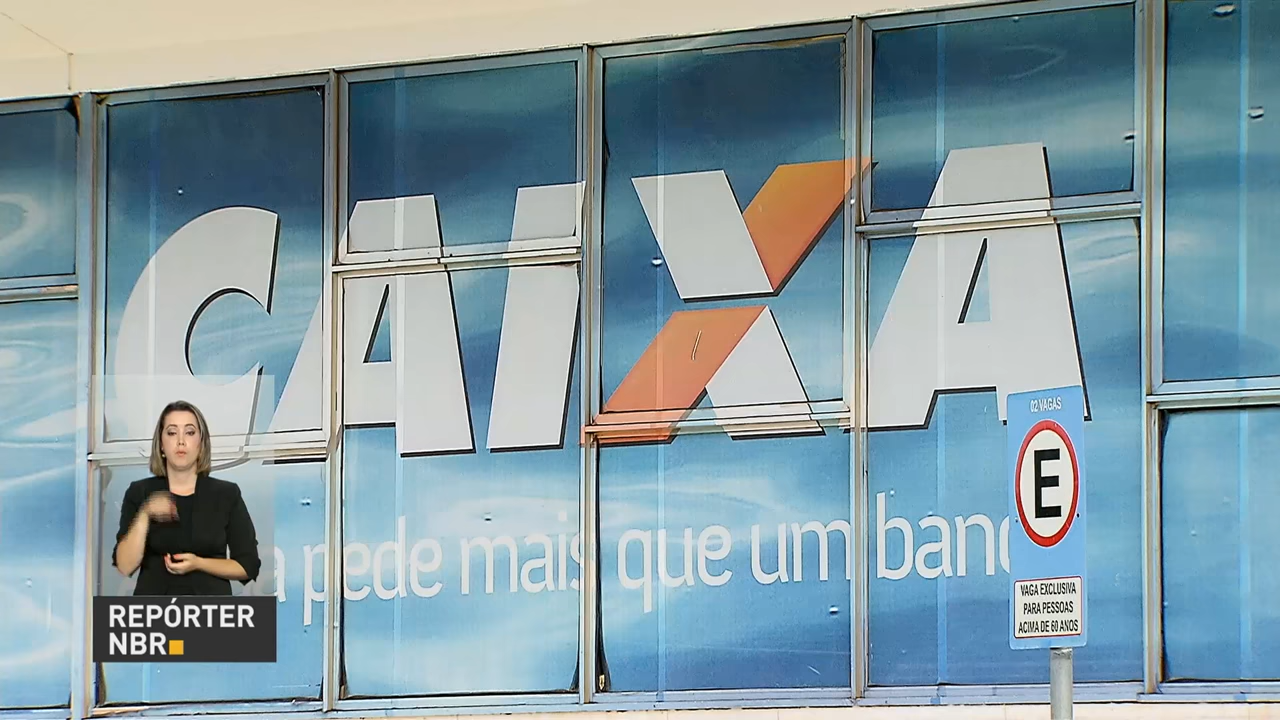 CAIXA
pede mais que um banc
02 VAGAS
E
VAGA EXCLUSIVA
PARA PESSOAS
ACIMA DE 60 ANOS
REPÓRTER
NBR